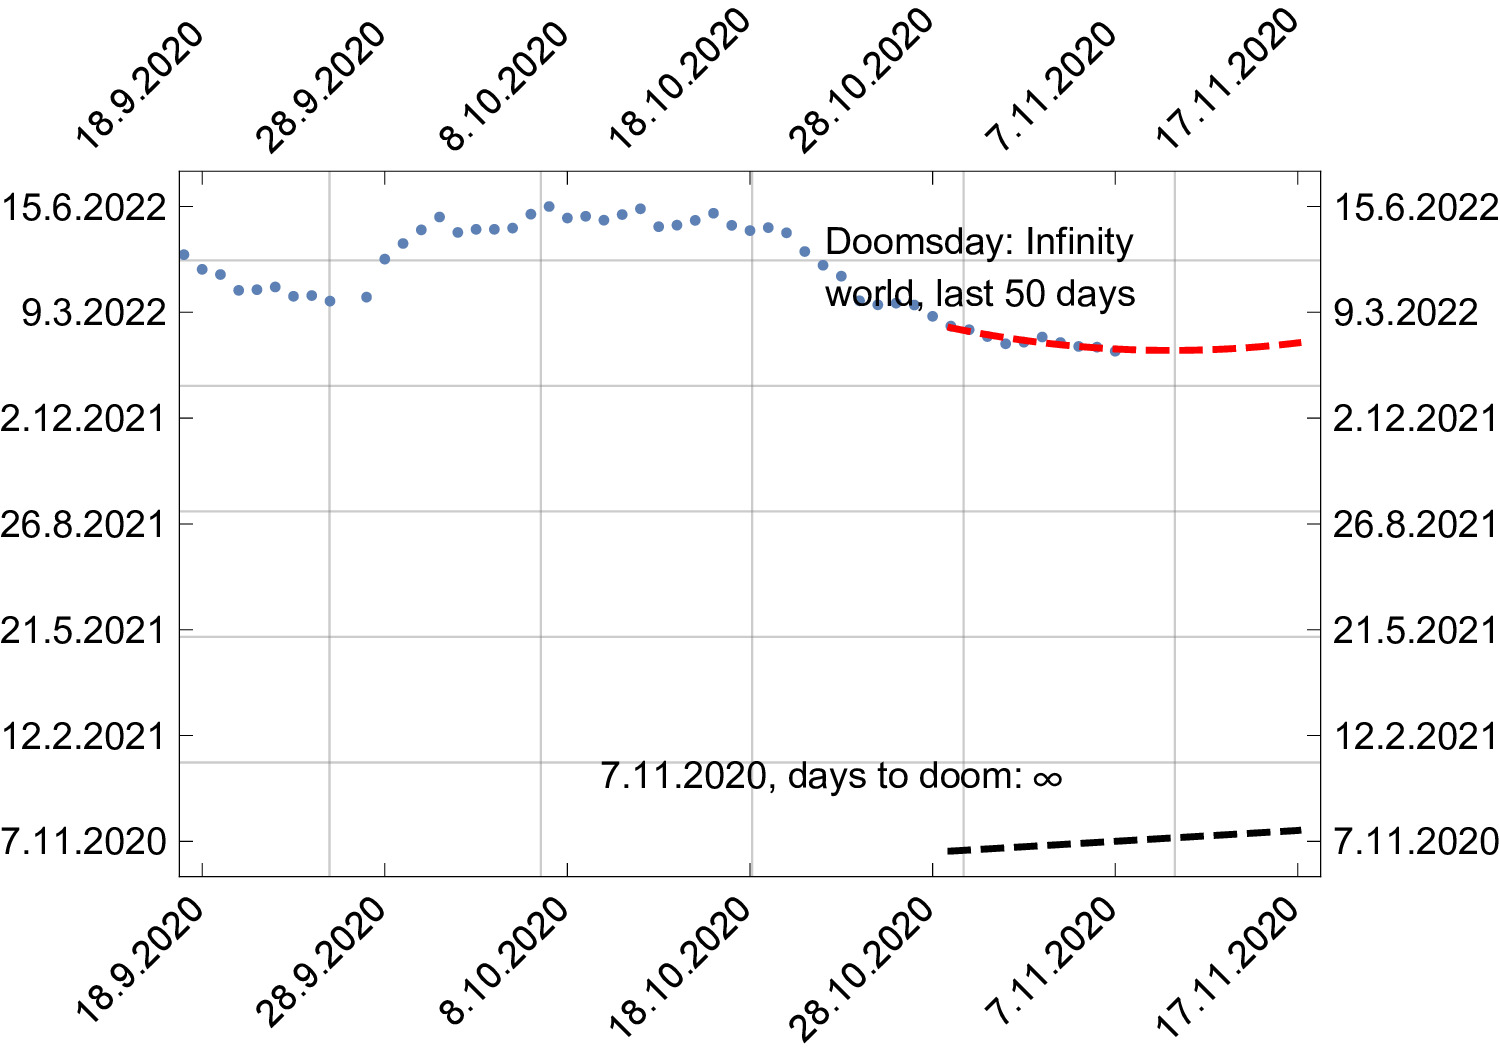 18.9.2020 28.9.2020 8.10.2020 18.10.2020 28.10.2020 7.11.2020 17.11.2020
15.6.2022 15.6.2022
Doomsday: Infinity
world, last 50 days
9.3.2022 9.3.2022
2.12.2021 2.12.2021
26.8.2021 26.8.2021
21.5.2021 21.5.2021
12.2.2021 12.2.2021
7.11.2020, days to doom: ∞
7.11.2020 7.11.2020
18.9.2020 28.9.2020 8.10.2020 18.10.2020 28.10.2020 7.11.2020 17.11.2020